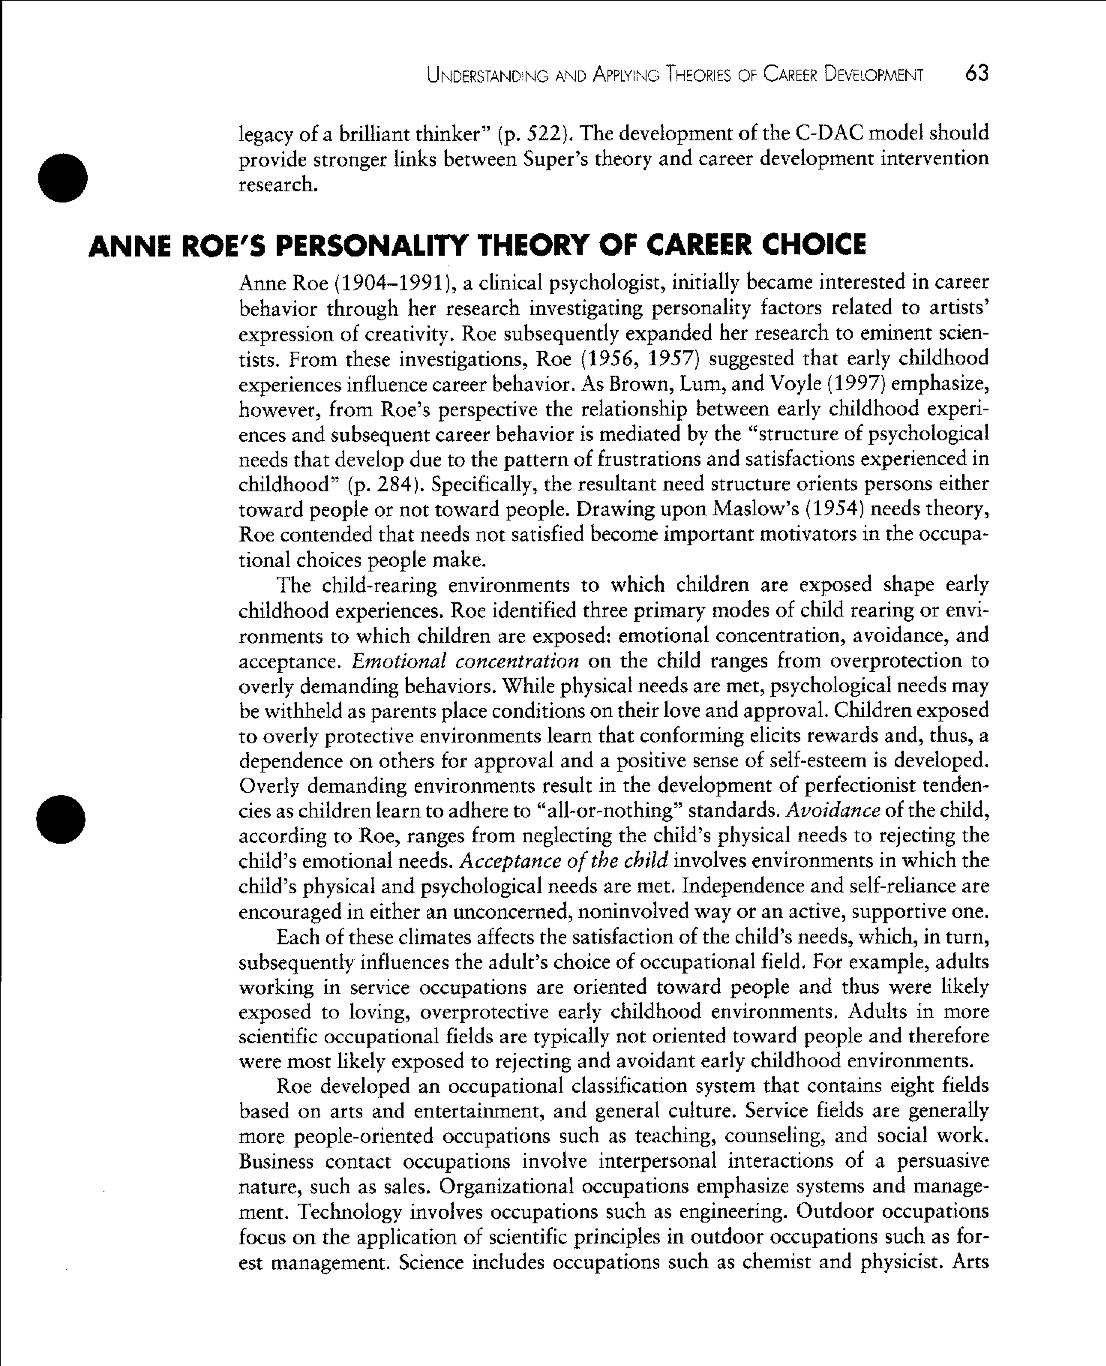 UNDERSTANDING AND APPLYING THEORIES OF CAREER DEVELOPMENT 63
legacy of a brilliant thinker” (p. 522). The development of the C-DAC model should
provide stronger links between Super’s theory and career development intervention
research.
ANNE ROE’S PERSONALITY THEORY OF CAREER CHOICE
Anne Roe (1904–1991), a clinical psychologist, initially became interested in career
behavior through her research investigating personality factors related to artists’
expression of creativity. Roe subsequently expanded her research to eminent scien-
tists. From these investigations, Roe (1956, 1957) suggested that early childhood
experiences influence career behavior. As Brown, Lum, and Voyle (1997) emphasize,
however, from Roe’s perspective the relationship between early childhood experi-
ences and subsequent career behavior is mediated by the “structure of psychological
needs that develop due to the pattern of frustrations and satisfactions experienced in
childhood” (p. 284). Specifically, the resultant need structure orients persons either
toward people or not toward people. Drawing upon Maslow’s (1954) needs theory,
Roe contended that needs not satisfied become important motivators in the occupa-
tional choices people make.
The child-rearing environments to which children are exposed shape early
childhood experiences. Roe identified three primary modes of child rearing or envi-
ronments to which children are exposed: emotional concentration, avoidance, and
acceptance. Emotional concentration on the child ranges from overprotection to
overly demanding behaviors. While physical needs are met, psychological needs may
be withheld as parents place conditions on their love and approval. Children exposed
to overly protective environments learn that conforming elicits rewards and, thus, a
dependence on others for approval and a positive sense of self-esteem is developed.
Overly demanding environments result in the development of perfectionist tenden-
cies as children learn to adhere to “all-or-nothing” standards. Avoidance of the child,
according to Roe, ranges from neglecting the child’s physical needs to rejecting the
child’s emotional needs. Acceptance of the child involves environments in which the
child’s physical and psychological needs are met. Independence and self-reliance are
encouraged in either an unconcerned, noninvolved way or an active, supportive one.
Each of these climates affects the satisfaction of the child’s needs, which, in turn,
subsequently influences the adult’s choice of occupational field. For example, adults
working in service occupations are oriented toward people and thus were likely
exposed to loving, overprotective early childhood environments. Adults in more
scientific occupational fields are typically not oriented toward people and therefore
were most likely exposed to rejecting and avoidant early childhood environments.
Roe developed an occupational classification system that contains eight fields
based on arts and entertainment, and general culture. Service fields are generally
more people-oriented occupations such as teaching, counseling, and social work.
Business contact occupations involve interpersonal interactions of a persuasive
nature, such as sales. Organizational occupations emphasize systems and manage-
ment. Technology involves occupations such as engineering. Outdoor occupations
focus on the application of scientific principles in outdoor occupations such as for-
est management. Science includes occupations such as chemist and physicist. Arts